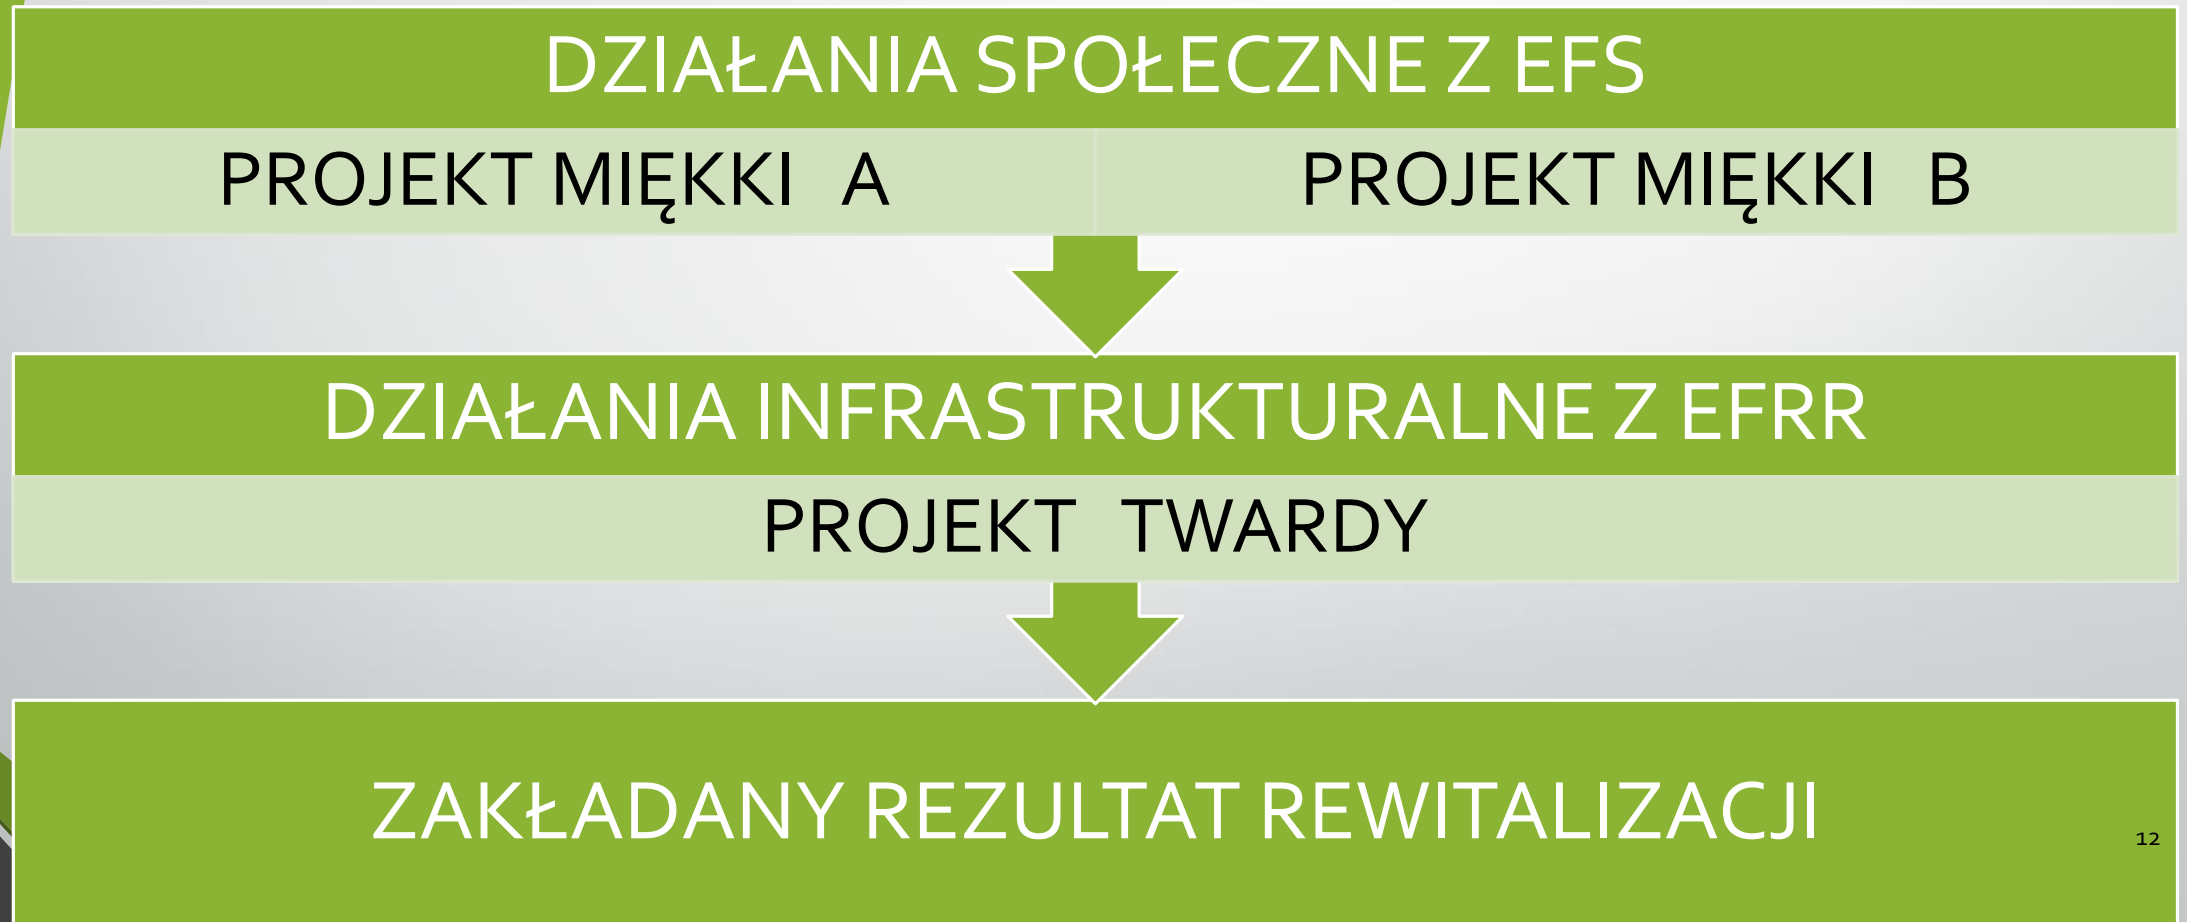 DZIAŁANIA SPOŁECZNE Z EFS
PROJEKT MIĘKKI A
PROJEKT MIĘKKI B
DZIAŁANIA INFRASTRUKTURALNE Z EFRR
PROJEKT TWARDY
ZAKŁADANY REZULTAT REWITALIZACJI
12